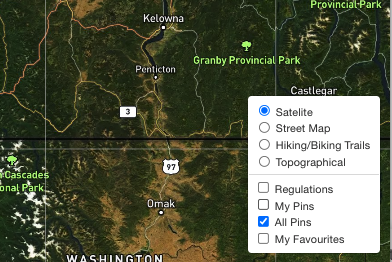 Provincial Park
Kelowna
Granby Provincial Park
Penticton
Castlegar
3
Satelite
Street Map
Hiking/Biking Trails
Topographical
97
Cascades
onal Park
Regulations
My Pins
All Pins
My Favourites
Omak
WASHINGTON